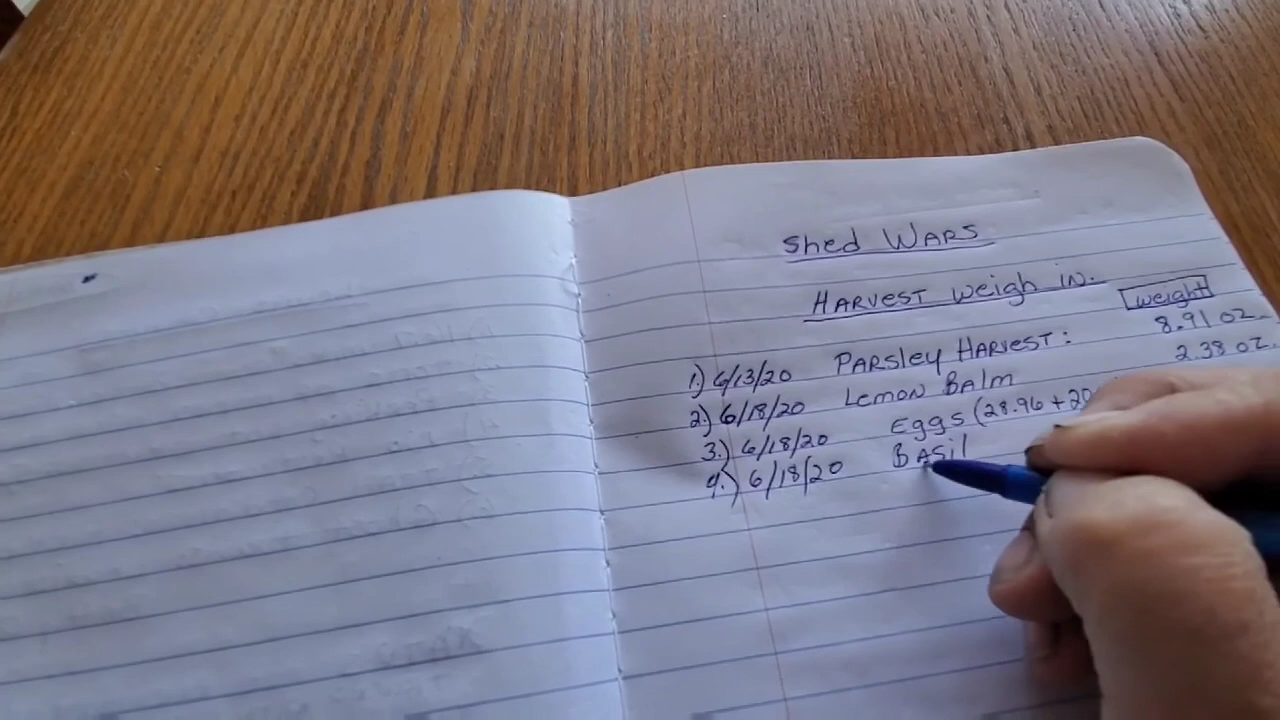 Shed WARS
HARVEST weigh IN.
weight
1.) 6/13/20 PARSley HARVEST: 8.91 oz.
2.) 6/18/20 Lemon BAlm 2.38 oz.
3.) 6/18/20 Eggs (28.96 + 20
4.) 6/18/20 BASil